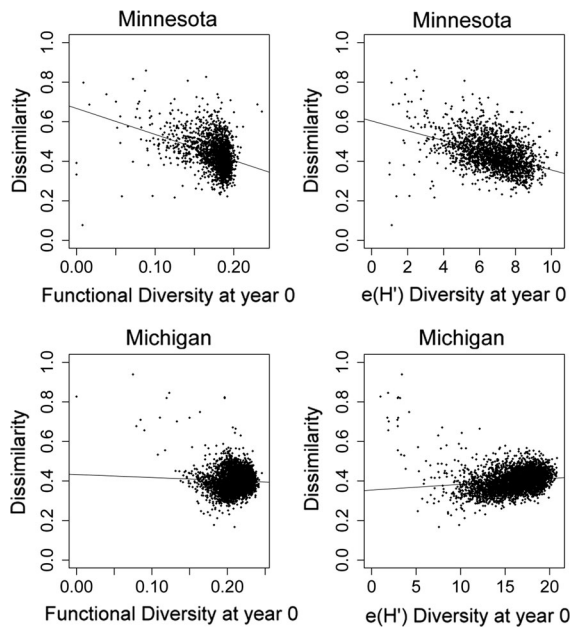 Minnesota
Dissimilarity
0.0 0.2 0.4 0.6 0.8 1.0
0.00 0.10 0.20
Functional Diversity at year 0
Minnesota
Dissimilarity
0.0 0.2 0.4 0.6 0.8 1.0
0 2 4 6 8 10
e(H') Diversity at year 0
Michigan
Dissimilarity
0.0 0.2 0.4 0.6 0.8 1.0
0.00 0.10 0.20
Functional Diversity at year 0
Michigan
Dissimilarity
0.0 0.2 0.4 0.6 0.8 1.0
0 5 10 15 20
e(H') Diversity at year 0